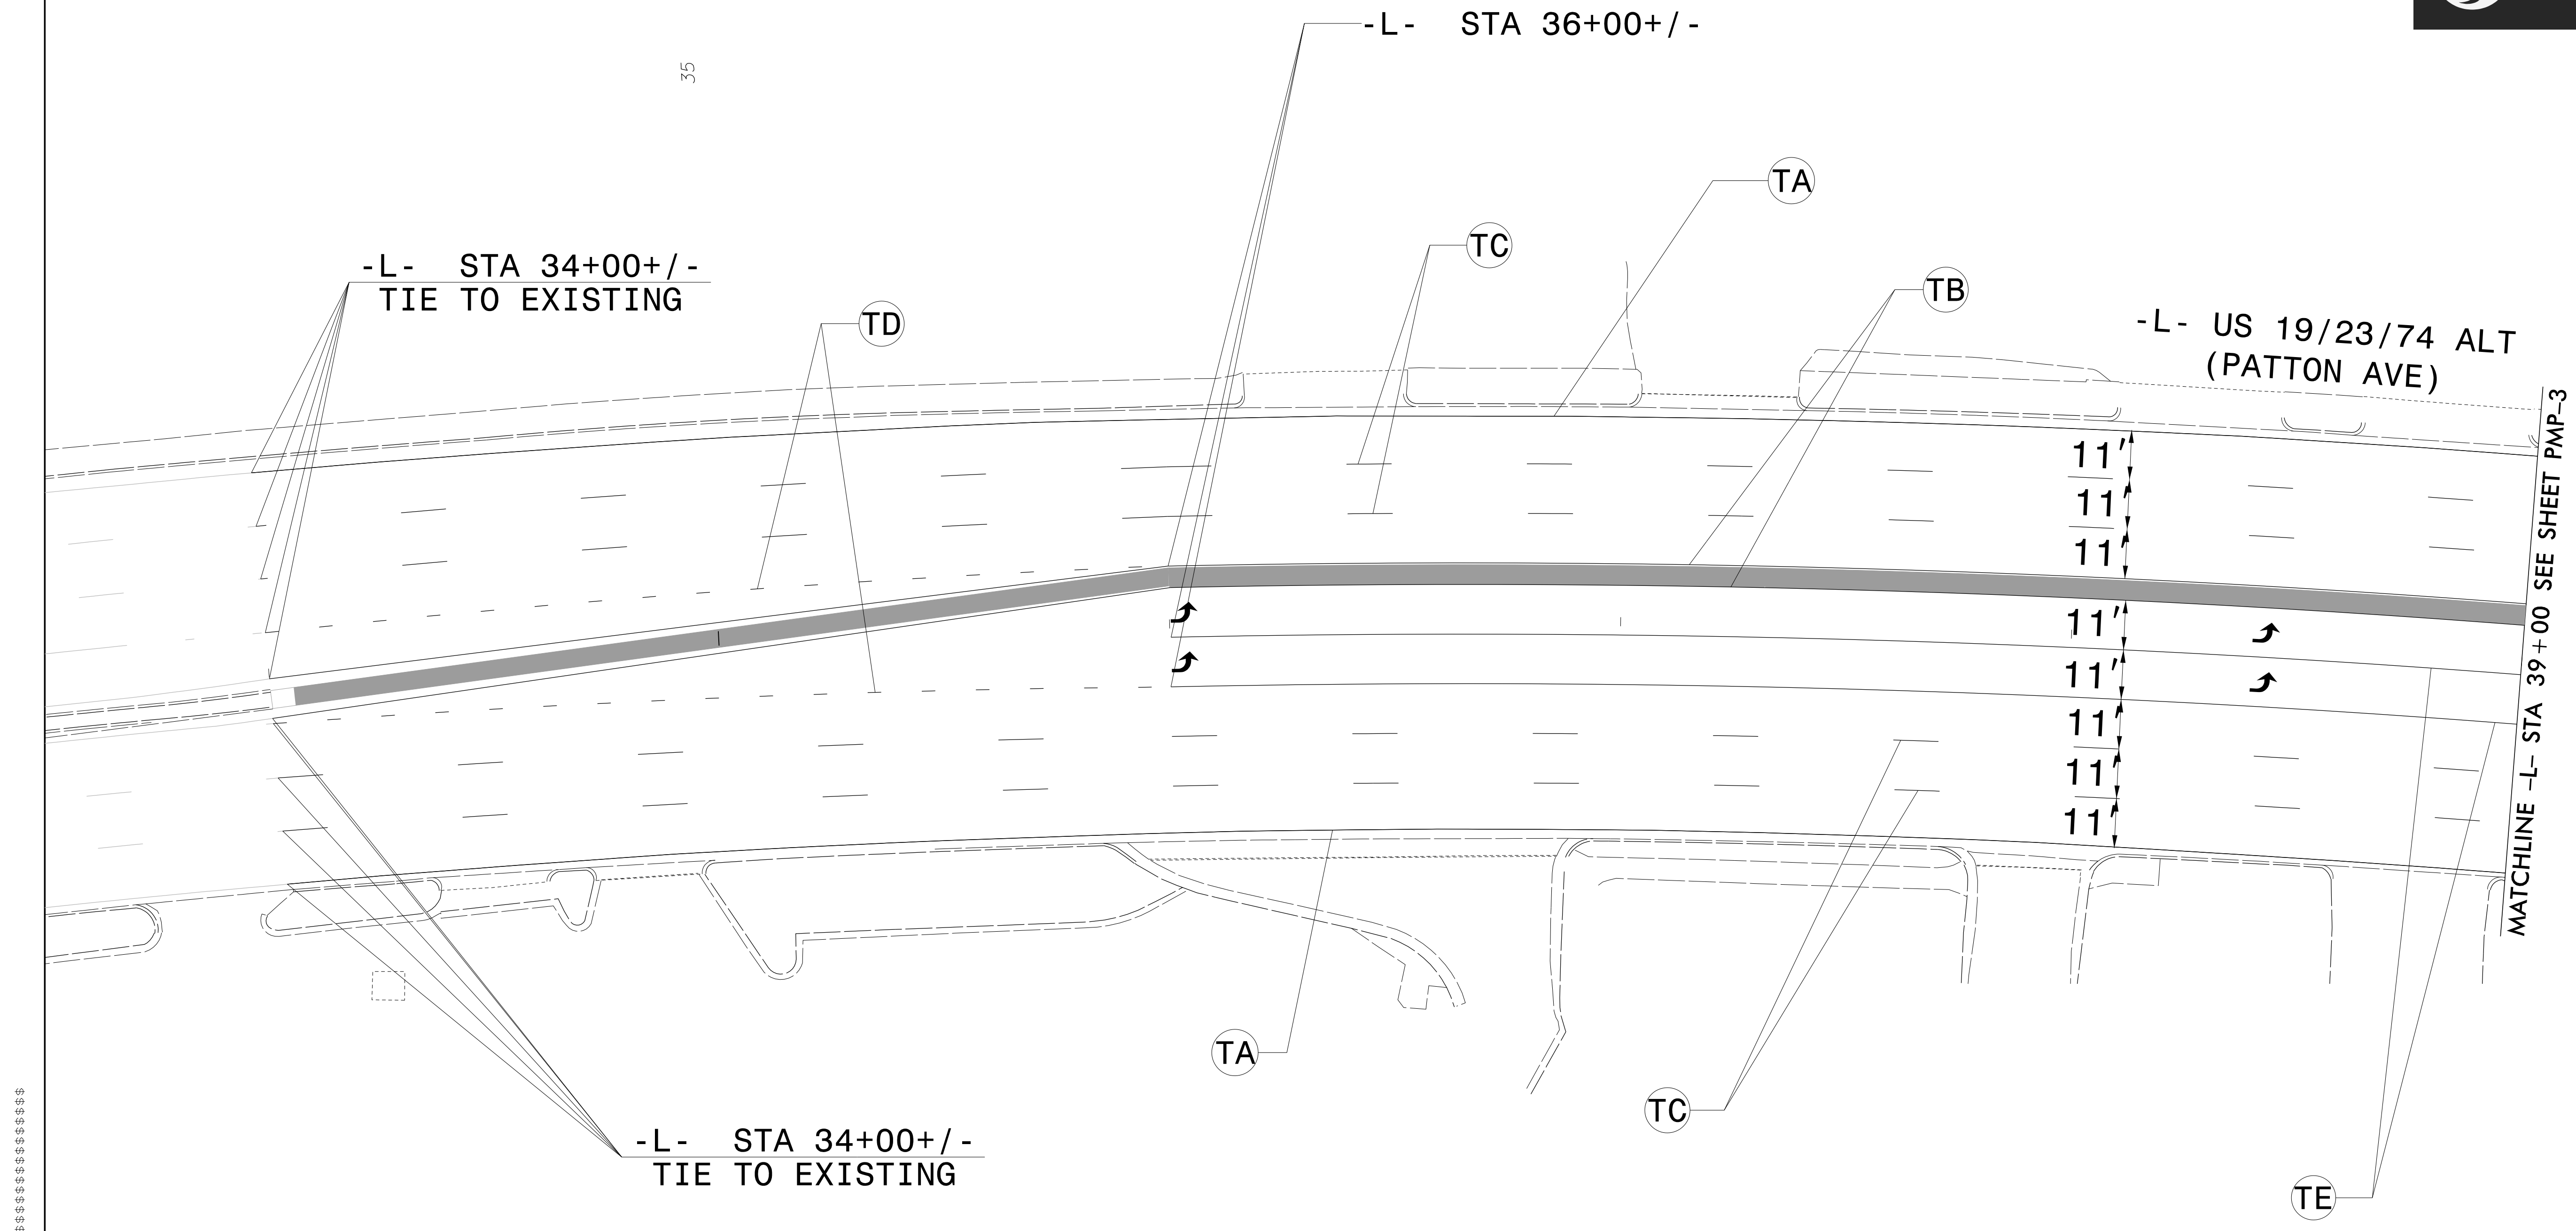 -L- STA 36+00+/-
35
TA
TC
-L- STA 34+00+/-
TIE TO EXISTING
TB
TD
-L- US 19/23/74 ALT
(PATTON AVE)
11'
11'
11'
11'
11'
11'
11'
11'
MATCHLINE -L- STA 39+00 SEE SHEET PMP-3
TA
TC
-L- STA 34+00+/-
TIE TO EXISTING
TE
$$$$$$$$$$$$$$$